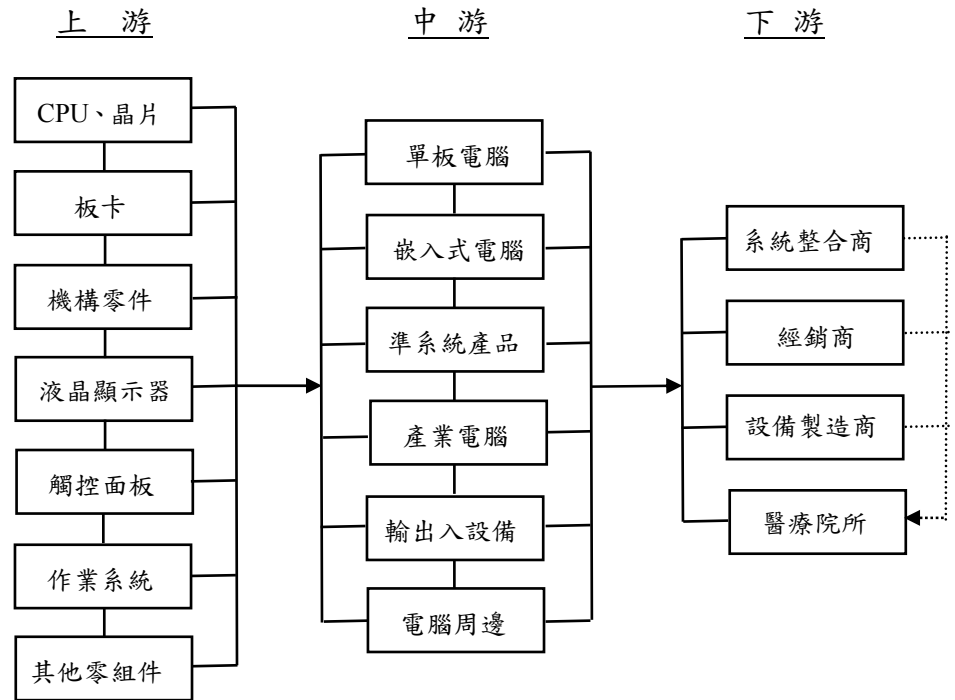 上 游
CPU、晶片
板卡
機構零件
液晶顯示器
觸控面板
作業系統
其他零組件
中 游
單板電腦
嵌入式電腦
準系統產品
產業電腦
輸出入設備
電腦周邊
下 游
系統整合商
經銷商
設備製造商
醫療院所